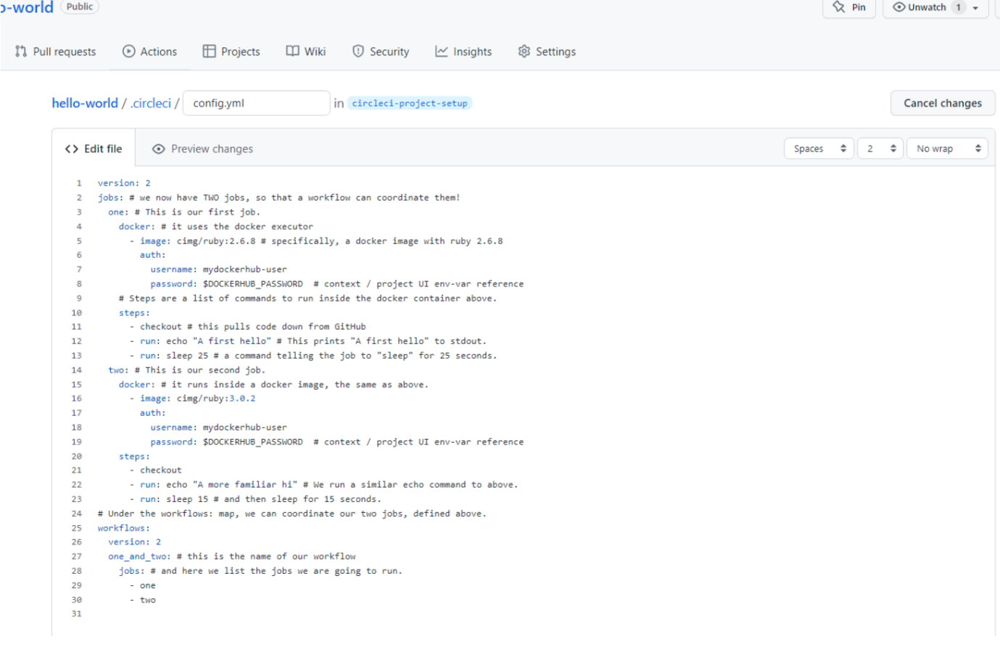 o-world Public Pin Unwatch 1
Pull requests Actions Projects Wiki Security Insights Settings
hello-world / .circleci / config.yml in circleci-project-setup Cancel changes
<> Edit file Preview changes Spaces 2 No wrap
1 version: 2
2 jobs: # we now have TWO jobs, so that a workflow can coordinate them!
3 one: # This is our first job.
4 docker: # it uses the docker executor
5 - image: cimg/ruby:2.6.8 # specifically, a docker image with ruby 2.6.8
6 auth:
7 username: mydockerhub-user
8 password: $DOCKERHUB_PASSWORD # context / project UI env-var reference
9 # Steps are a list of commands to run inside the docker container above.
10 steps:
11 - checkout # this pulls code down from GitHub
12 - run: echo "A first hello" # This prints "A first hello" to stdout.
13 - run: sleep 25 # a command telling the job to "sleep" for 25 seconds.
14 two: # This is our second job.
15 docker: # it runs inside a docker image, the same as above.
16 - image: cimg/ruby:3.0.2
17 auth:
18 username: mydockerhub-user
19 password: $DOCKERHUB_PASSWORD # context / project UI env-var reference
20 steps:
21 - checkout
22 - run: echo "A more familiar hi" # We run a similar echo command to above.
23 - run: sleep 15 # and then sleep for 15 seconds.
24 # Under the workflows: map, we can coordinate our two jobs, defined above.
25 workflows:
26 version: 2
27 one_and_two: # this is the name of our workflow
28 jobs: # and here we list the jobs we are going to run.
29 - one
30 - two
31